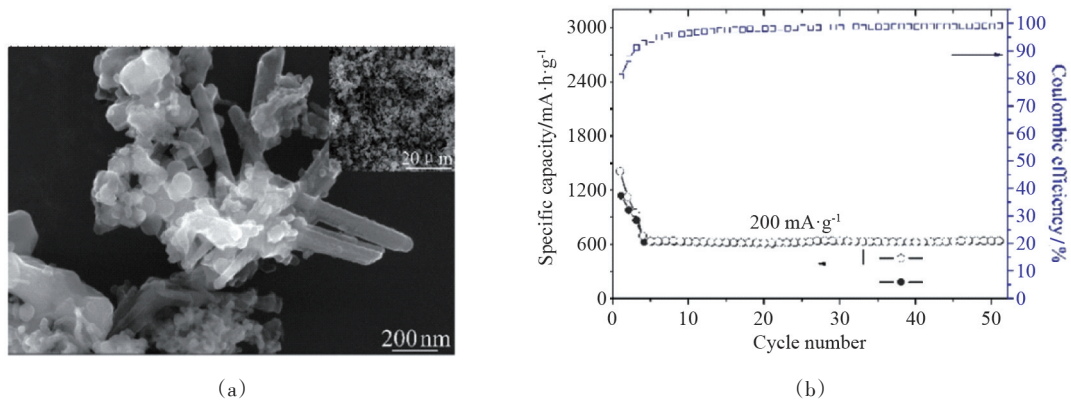 20 μm
200 nm
(a)
Specific capacity/mA·h·g⁻¹
3000
2400
1800
1200
600
0
200 mA·g⁻¹
0
10
20
30
40
50
Cycle number
100
90
80
70
60
50
40
30
20
10
0
Coulombic efficiency/%
(b)